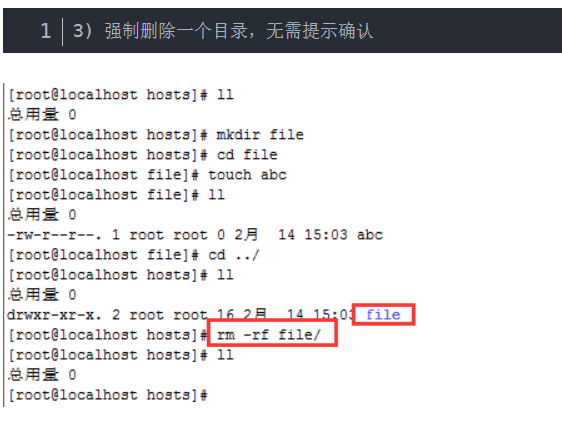 1 3) 强制删除一个目录，无需提示确认
[root@localhost hosts]# ll
总用量 0
[root@localhost hosts]# mkdir file
[root@localhost hosts]# cd file
[root@localhost file]# touch abc
[root@localhost file]# ll
总用量 0
-rw-r--r--. 1 root root 0 2月 14 15:03 abc
[root@localhost file]# cd ../
[root@localhost hosts]# ll
总用量 0
drwxr-xr-x. 2 root root 16 2月 14 15:03 file
[root@localhost hosts]# rm -rf file/
[root@localhost hosts]# ll
总用量 0
[root@localhost hosts]#